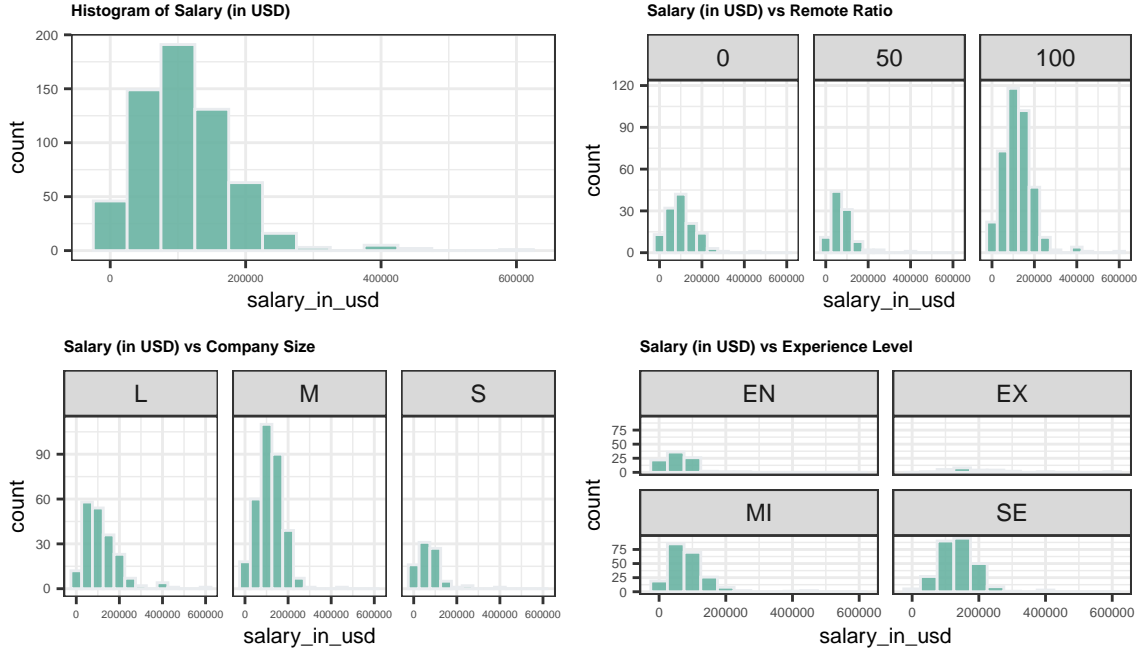 Histogram of Salary (in USD)
200
150
100
50
0
count
0 200000 400000 600000
salary_in_usd
Salary (in USD) vs Remote Ratio
0 50 100
120
90
60
30
0
count
0 200000 400000 600000 0 200000 400000 600000 0 200000 400000 600000
salary_in_usd
Salary (in USD) vs Company Size
L M S
90
60
30
0
count
0 200000 400000 600000 0 200000 400000 600000 0 200000 400000 600000
salary_in_usd
Salary (in USD) vs Experience Level
EN EX
75
50
25
0
count
MI SE
75
50
25
0
0 200000 400000 600000 0 200000 400000 600000
salary_in_usd